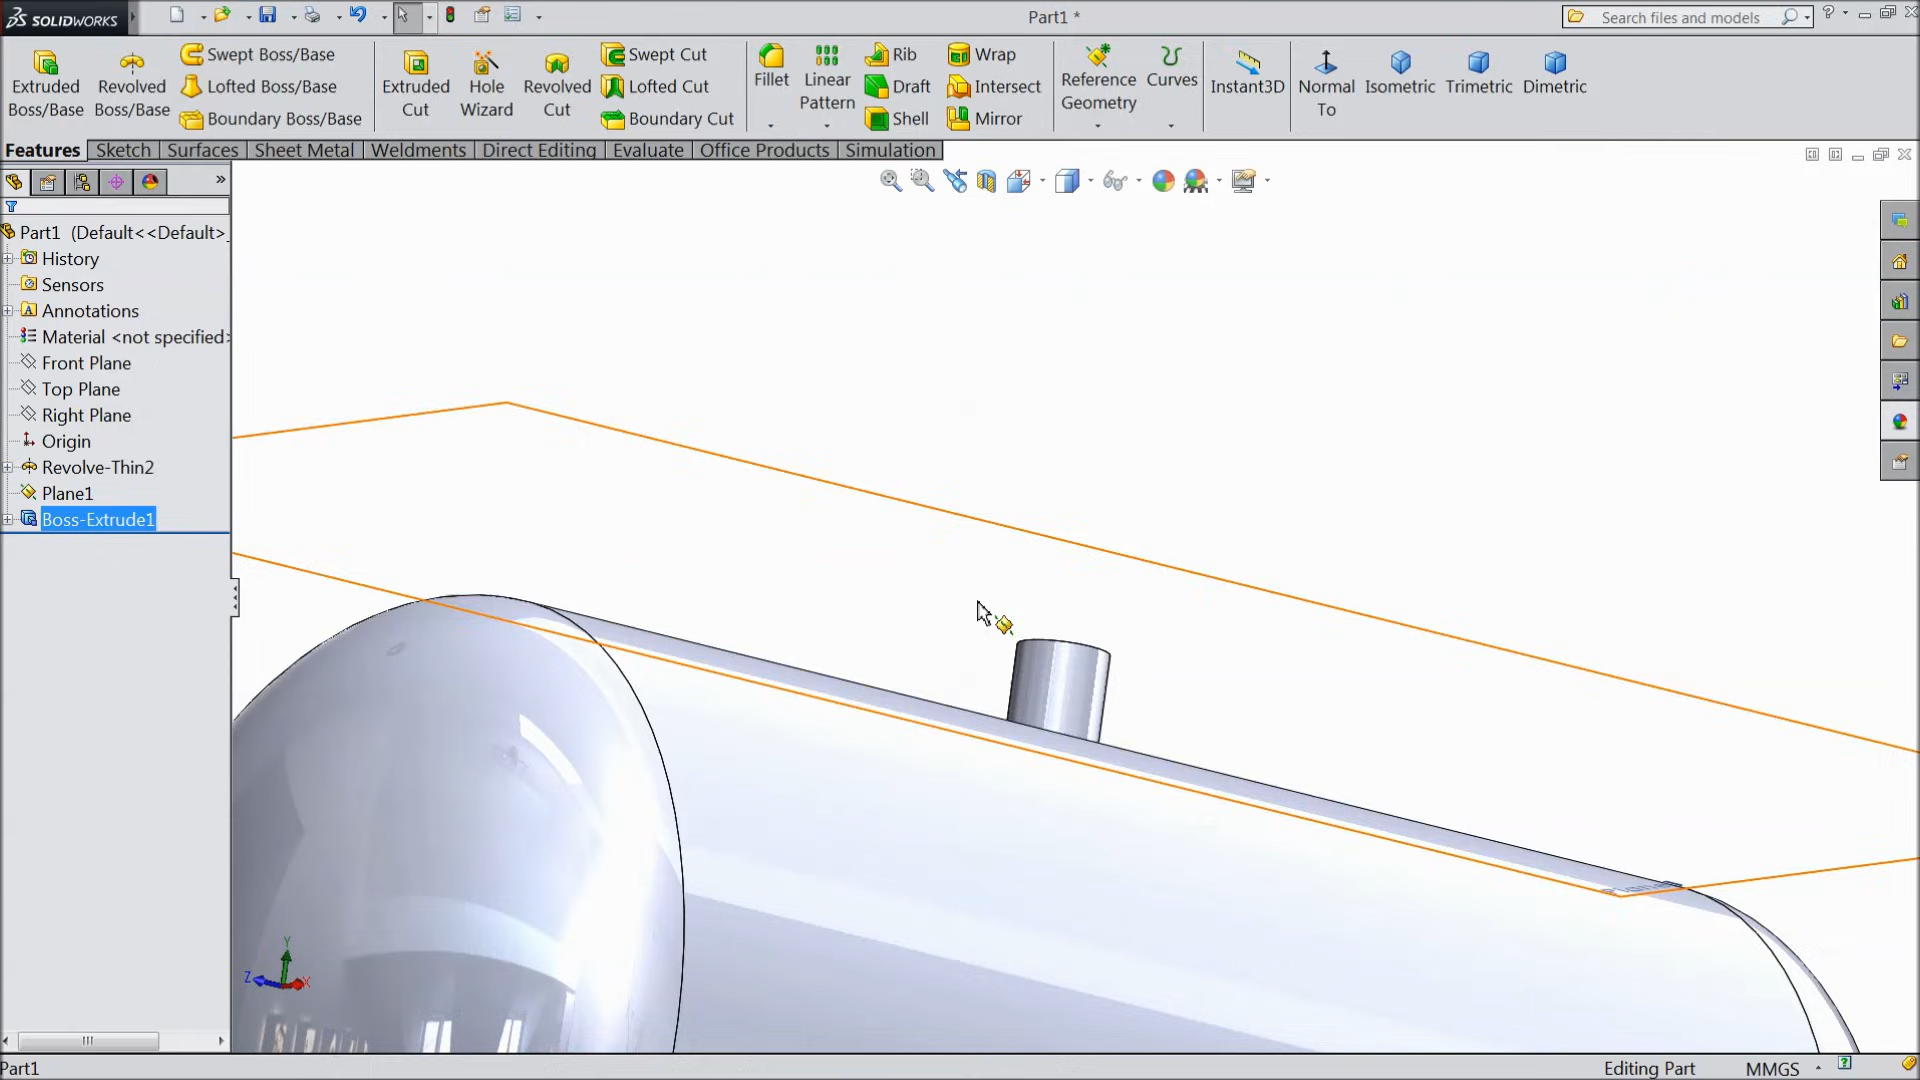 SOLIDWORKS
Part1 *
Search files and models
Extruded Boss/Base
Revolved Boss/Base
Swept Boss/Base
Lofted Boss/Base
Boundary Boss/Base
Extruded Cut
Hole Wizard
Revolved Cut
Swept Cut
Lofted Cut
Boundary Cut
Fillet
Linear Pattern
Rib
Draft
Shell
Wrap
Intersect
Mirror
Reference Geometry
Curves
Instant3D
Normal To
Isometric
Trimetric
Dimetric
Features
Sketch
Surfaces
Sheet Metal
Weldments
Direct Editing
Evaluate
Office Products
Simulation
Part1 (Default<<Default>_
History
Sensors
Annotations
Material <not specified>
Front Plane
Top Plane
Right Plane
Origin
Revolve-Thin2
Plane1
Boss-Extrude1
Y
Z
X
Part1
Editing Part
MMGS